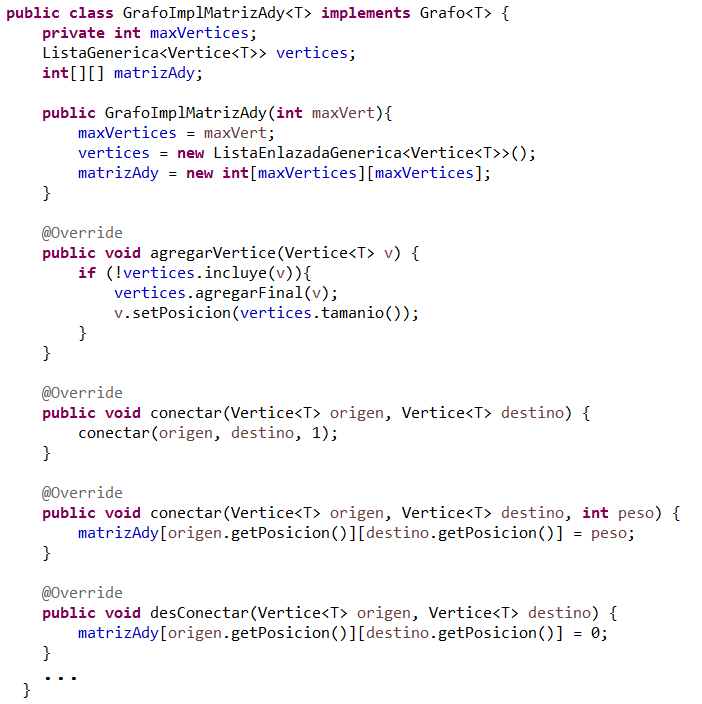 public class GrafoImplMatrizAdy<T> implements Grafo<T> {
    private int maxVertices;
    ListaGenerica<Vertice<T>> vertices;
    int[][] matrizAdy;

    public GrafoImplMatrizAdy(int maxVert){
        maxVertices = maxVert;
        vertices = new ListaEnlazadaGenerica<Vertice<T>>();
        matrizAdy = new int[maxVertices][maxVertices];
    }

    @Override
    public void agregarVertice(Vertice<T> v) {
        if (!vertices.incluye(v)){
            vertices.agregarFinal(v);
            v.setPosicion(vertices.tamanio());
        }
    }

    @Override
    public void conectar(Vertice<T> origen, Vertice<T> destino) {
        conectar(origen, destino, 1);
    }

    @Override
    public void conectar(Vertice<T> origen, Vertice<T> destino, int peso) {
        matrizAdy[origen.getPosicion()][destino.getPosicion()] = peso;
    }

    @Override
    public void desConectar(Vertice<T> origen, Vertice<T> destino) {
        matrizAdy[origen.getPosicion()][destino.getPosicion()] = 0;
    }
    ...
}